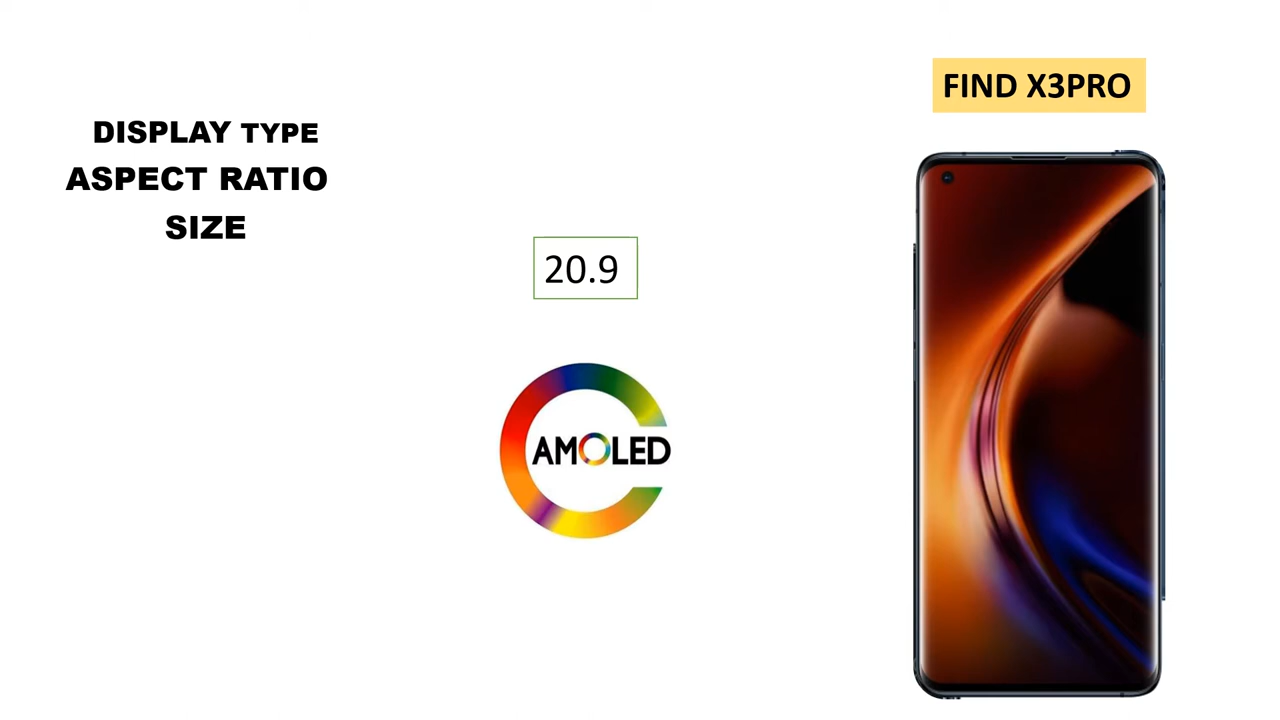 FIND X3PRO
DISPLAY TYPE
ASPECT RATIO
SIZE
20.9
AMOLED